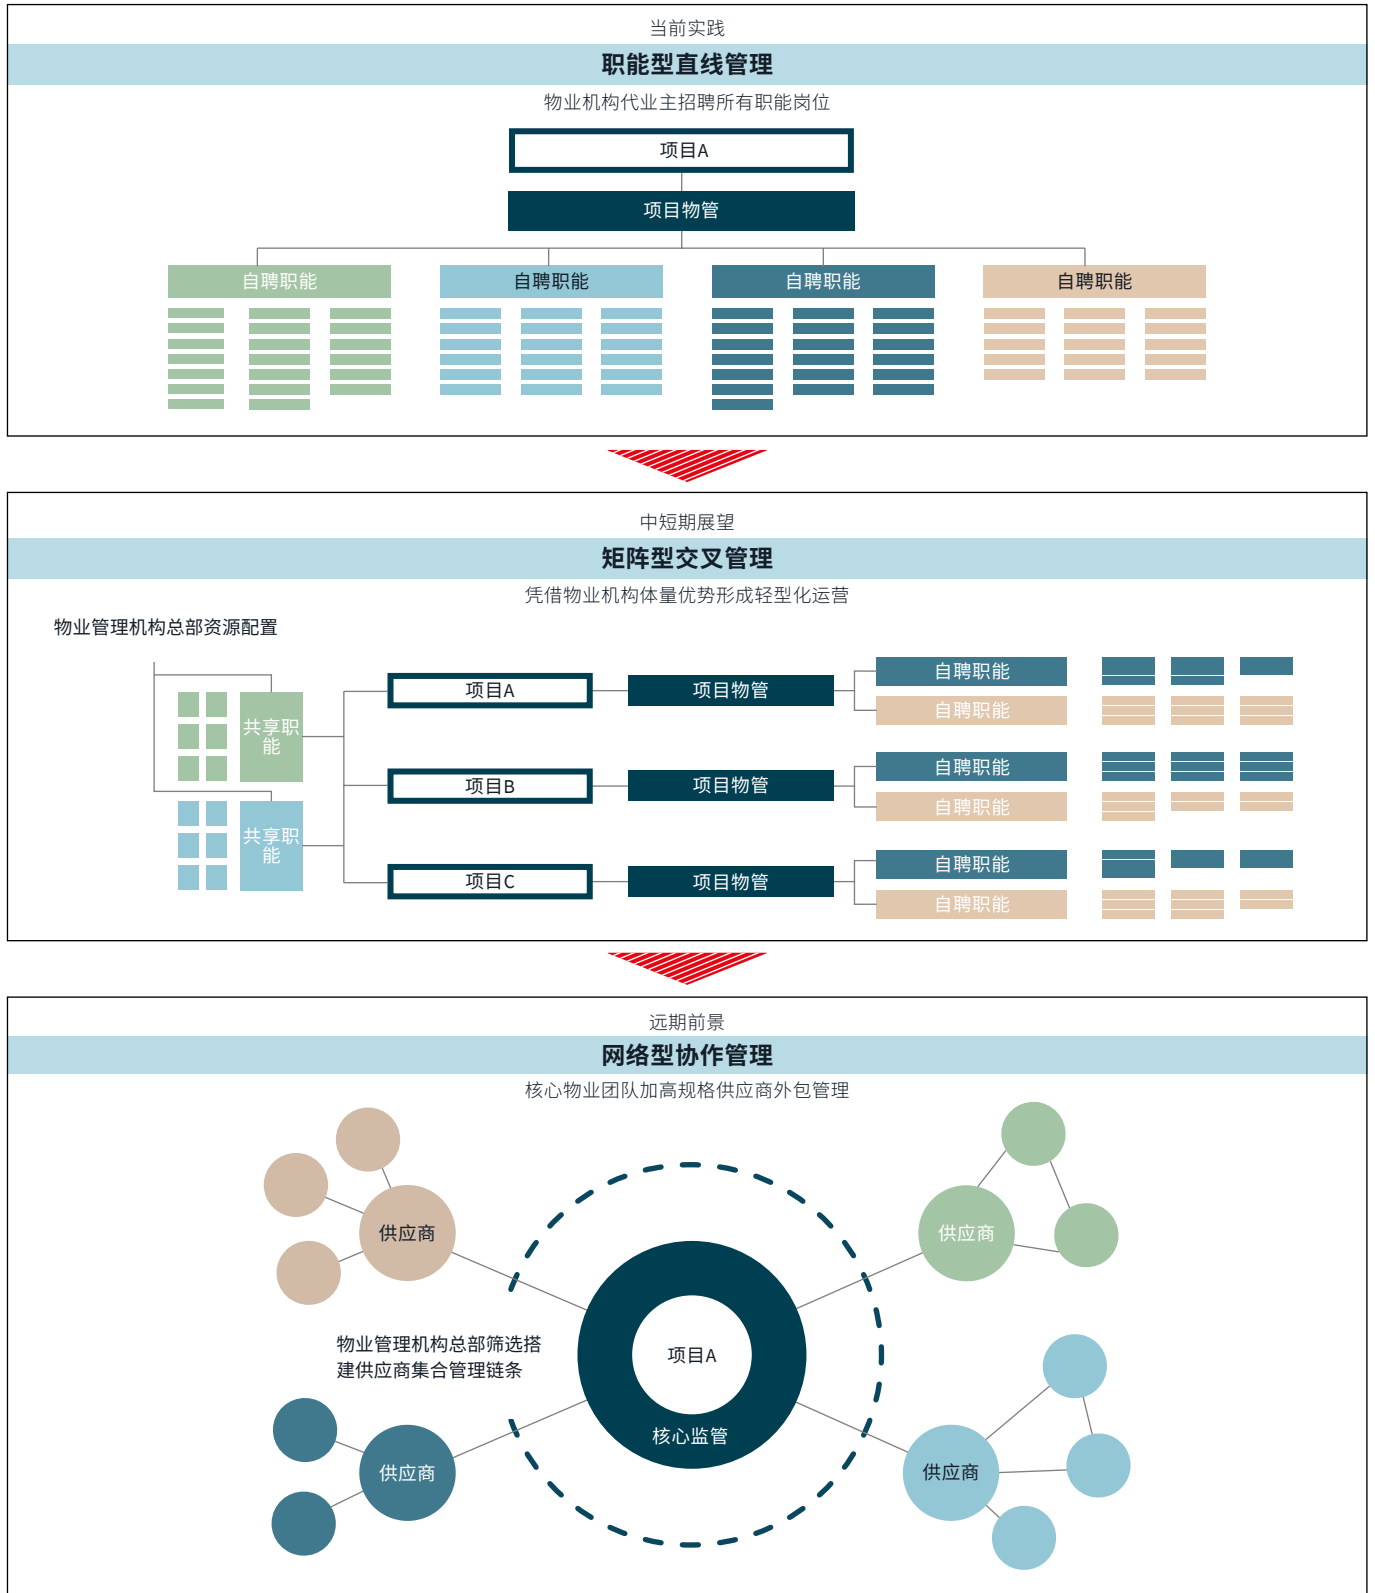 当前实践
职能型直线管理
物业机构代业主招聘所有职能岗位
项目A
项目物管
自聘职能
自聘职能
自聘职能
自聘职能
中短期展望
矩阵型交叉管理
凭借物业机构体量优势形成轻型化运营
物业管理机构总部资源配置
共享职
能
共享职
能
项目A
项目物管
自聘职能
自聘职能
项目B
项目物管
自聘职能
自聘职能
项目C
项目物管
自聘职能
自聘职能
远期前景
网络型协作管理
核心物业团队加高规格供应商外包管理
供应商
供应商
物业管理机构总部筛选搭
建供应商集合管理链条
项目A
核心监管
供应商
供应商